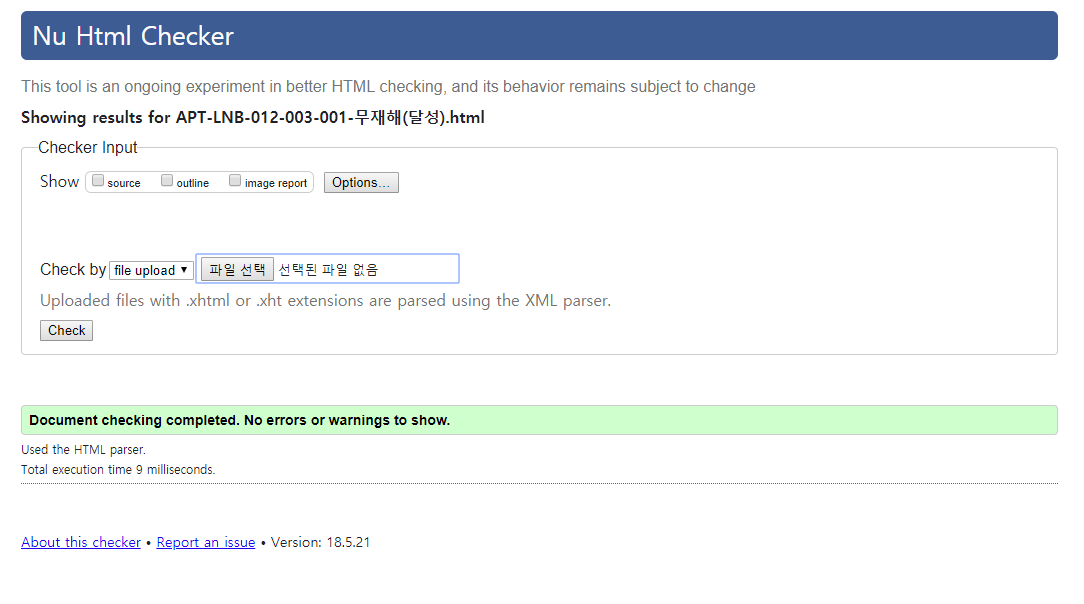 Nu Html Checker
This tool is an ongoing experiment in better HTML checking, and its behavior remains subject to change
Showing results for APT-LNB-012-003-001-무재해(달성).html
Checker Input
Show source outline image report Options...
Check by file upload ▼ 파일 선택 선택된 파일 없음
Uploaded files with .xhtml or .xht extensions are parsed using the XML parser.
Check
Document checking completed. No errors or warnings to show.
Used the HTML parser.
Total execution time 9 milliseconds.
About this checker • Report an issue • Version: 18.5.21